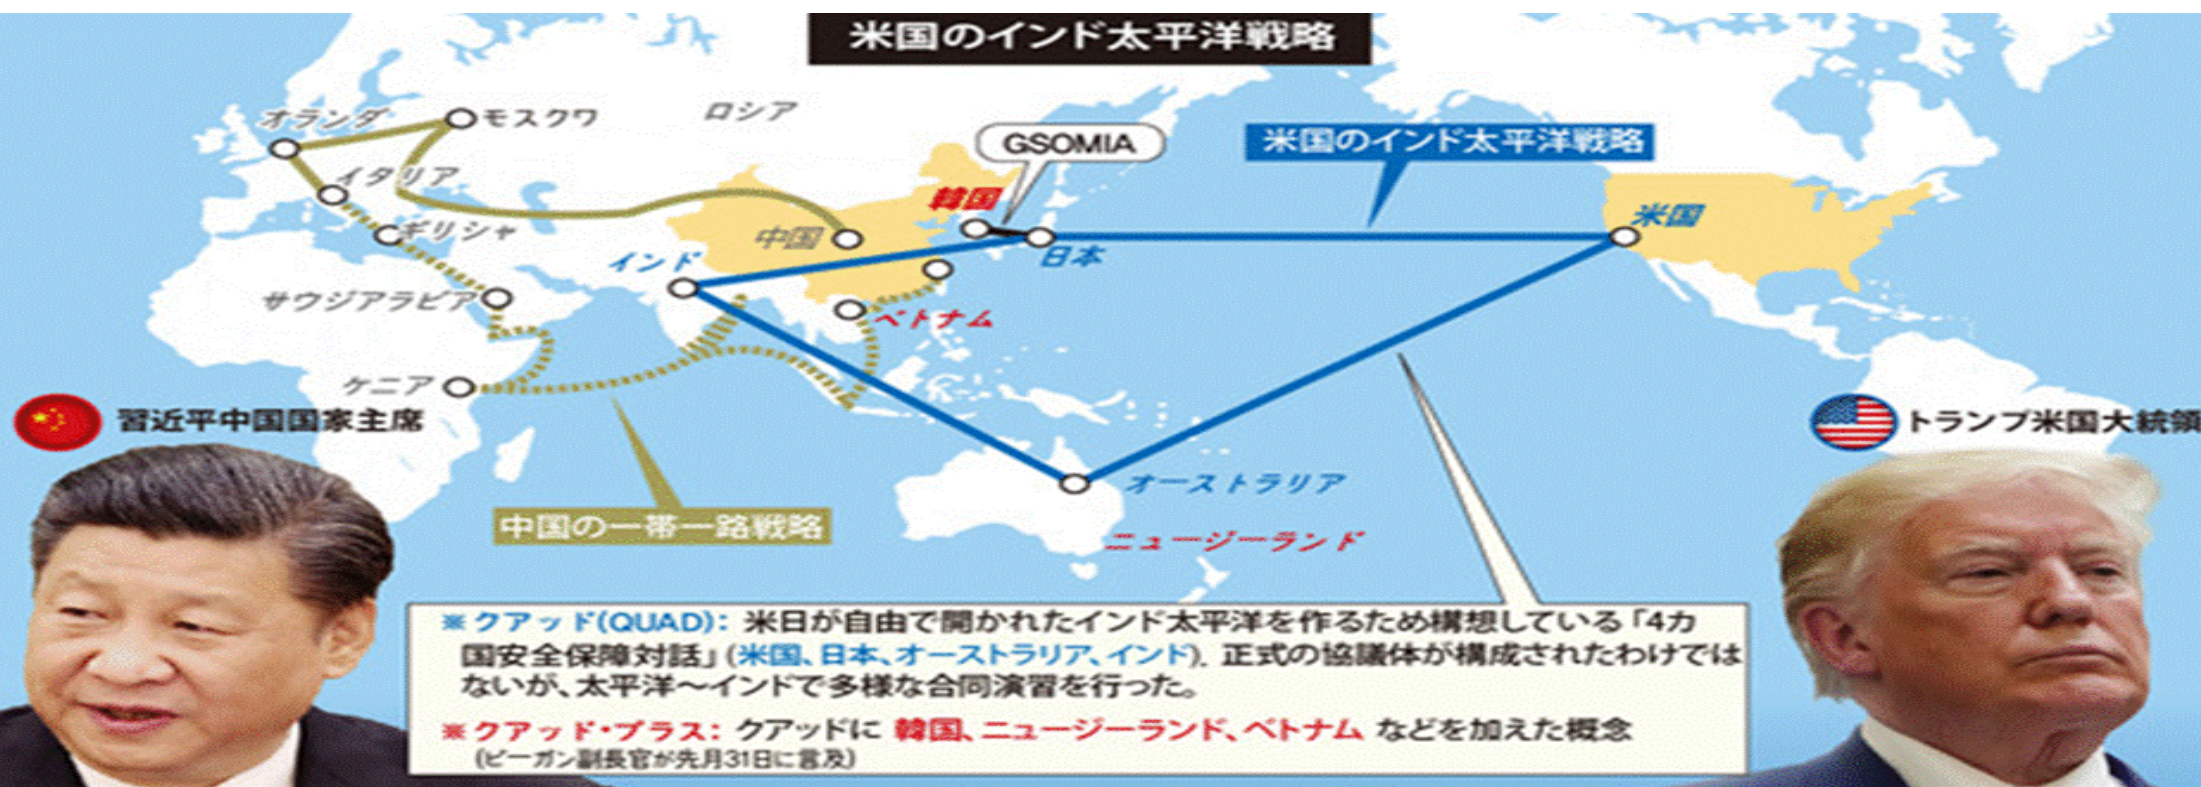 米国のインド太平洋戦略
オランダ
モスクワ
ロシア
GSOMIA
米国のインド太平洋戦略
イタリア
韓国
米国
ギリシャ
中国
日本
インド
サウジアラビア
ベトナム
ケニア
習近平中国国家主席
トランプ米国大統領
オーストラリア
中国の一帯一路戦略
ニュージーランド
※クアッド(QUAD): 米日が自由で開かれたインド太平洋を作るため構想している「4カ
国安全保障対話」(米国、日本、オーストラリア、インド). 正式の協議体が構成されたわけでは
ないが、太平洋〜インドで多様な合同演習を行った。
※クアッド・プラス: クアッドに 韓国、ニュージーランド、ベトナム などを加えた概念
(ビーガン副長官が先月31日に言及)